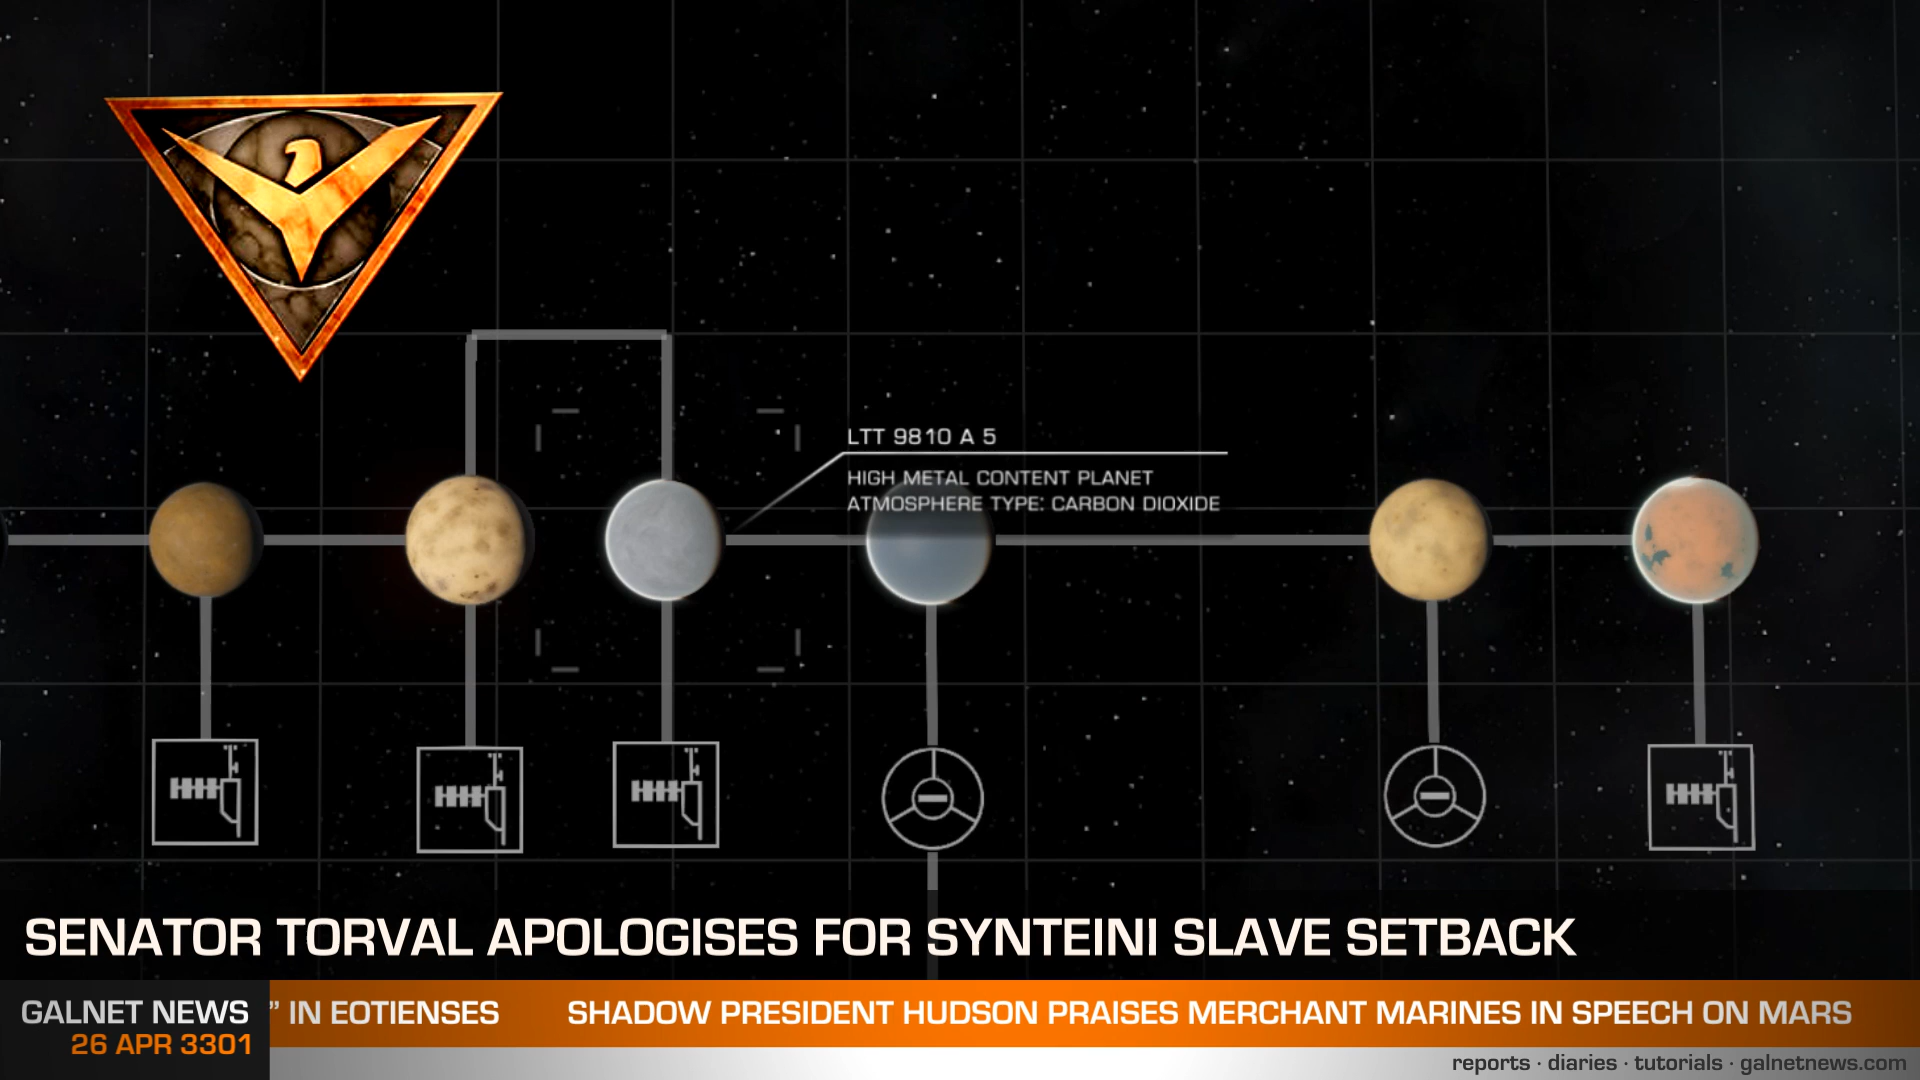 LTT 9810 A 5
HIGH METAL CONTENT PLANET
ATMOSPHERE TYPE: CARBON DIOXIDE
SENATOR TORVAL APOLOGISES FOR SYNTEINI SLAVE SETBACK
GALNET NEWS
26 APR 3301
” IN EOTIENSES SHADOW PRESIDENT HUDSON PRAISES MERCHANT MARINES IN SPEECH ON MARS
reports · diaries · tutorials · galnetnews.com